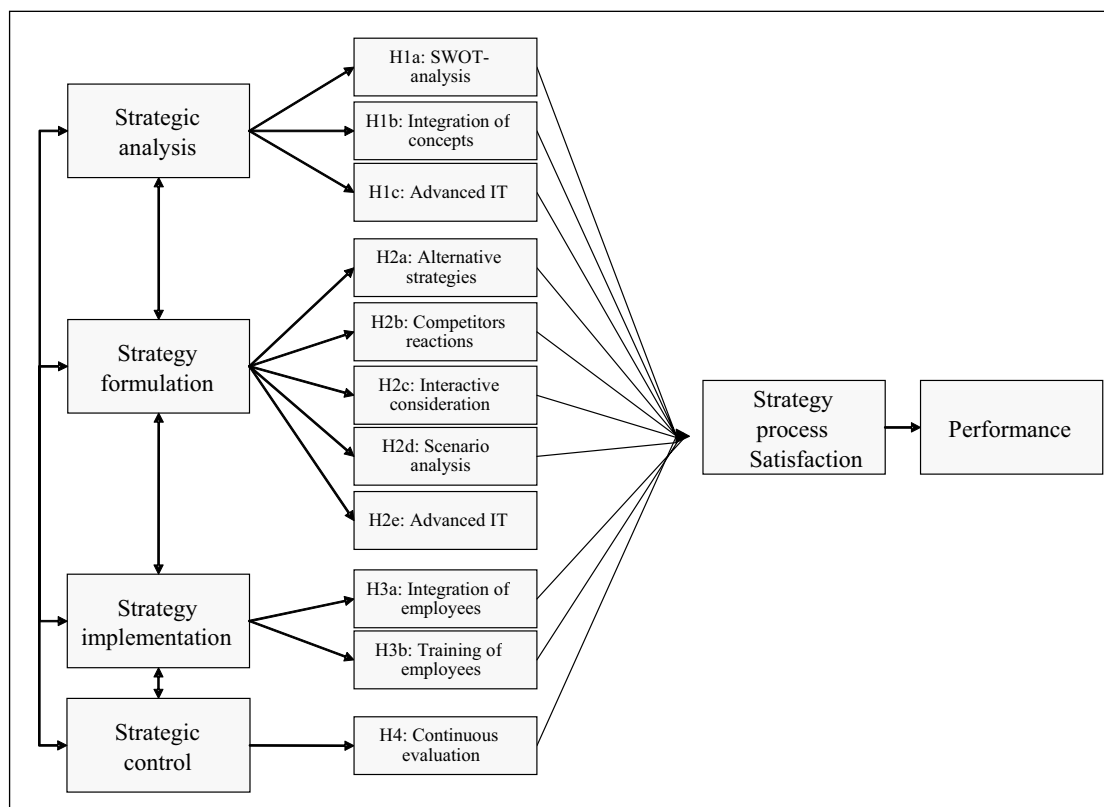 Strategic
analysis
Strategy
formulation
Strategy
implementation
Strategic
control
H1a: SWOT-
analysis
H1b: Integration of
concepts
H1c: Advanced IT
H2a: Alternative
strategies
H2b: Competitors
reactions
H2c: Interactive
consideration
H2d: Scenario
analysis
H2e: Advanced IT
H3a: Integration of
employees
H3b: Training of
employees
H4: Continuous
evaluation
Strategy
process
Satisfaction
Performance